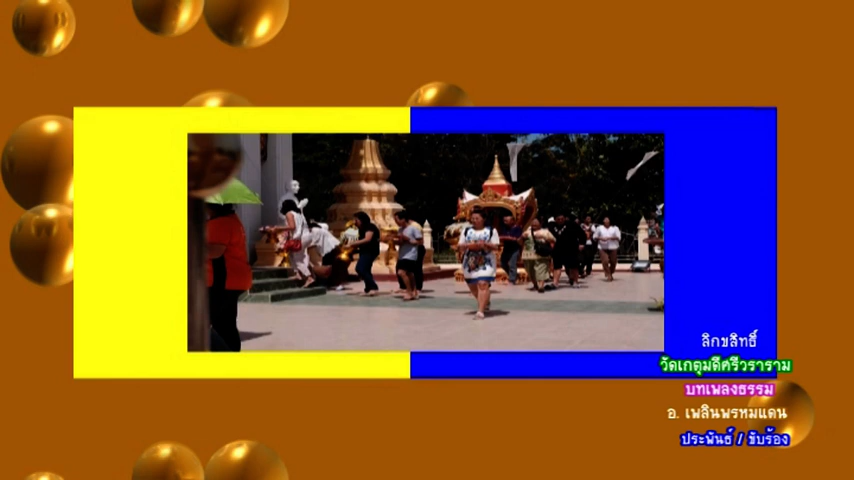 ลิกขสิทธิ์
วัดเกตุมดีศรีวราราม
บทเพลงธรรม
อ. เพลินพรหมแดน
ประพันธ์ / ขับร้อง